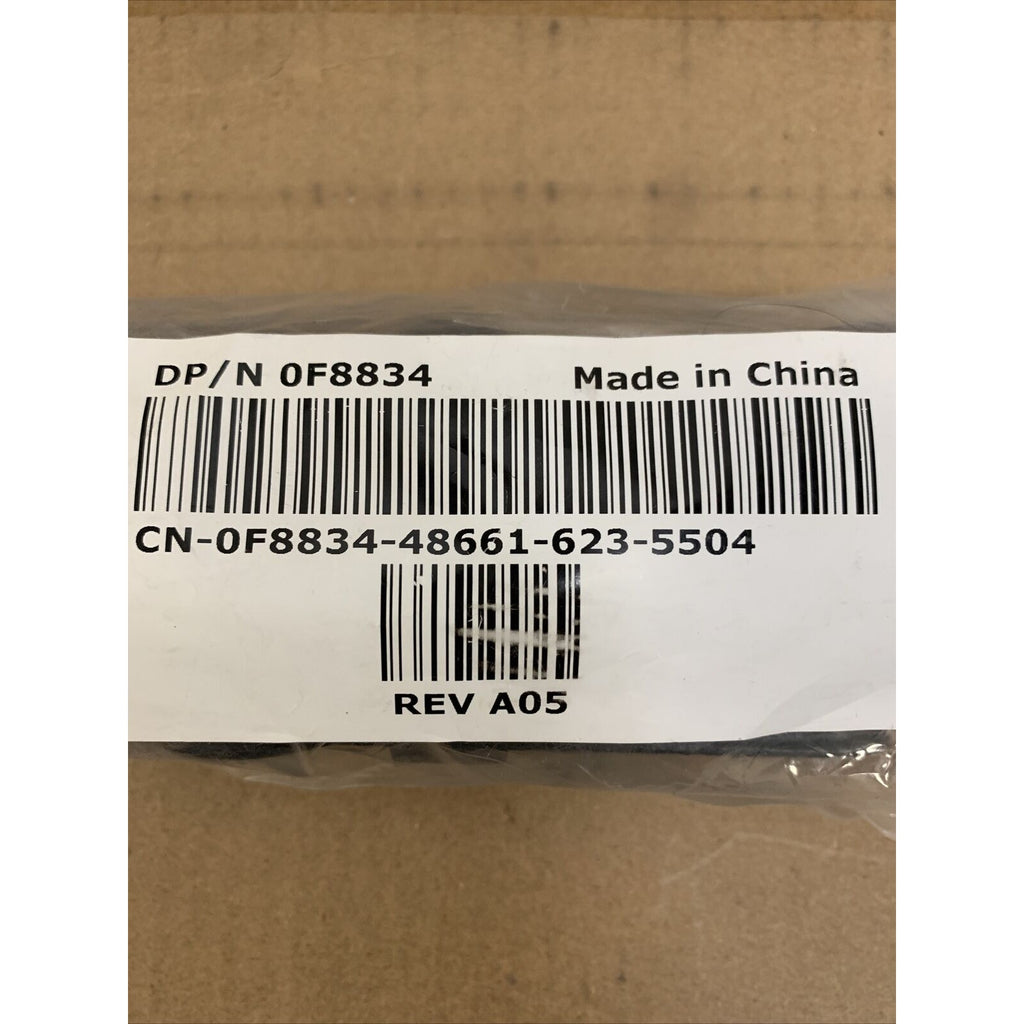 DP/N 0F8834 Made in China
CN-0F8834-48661-623-5504
REV A05